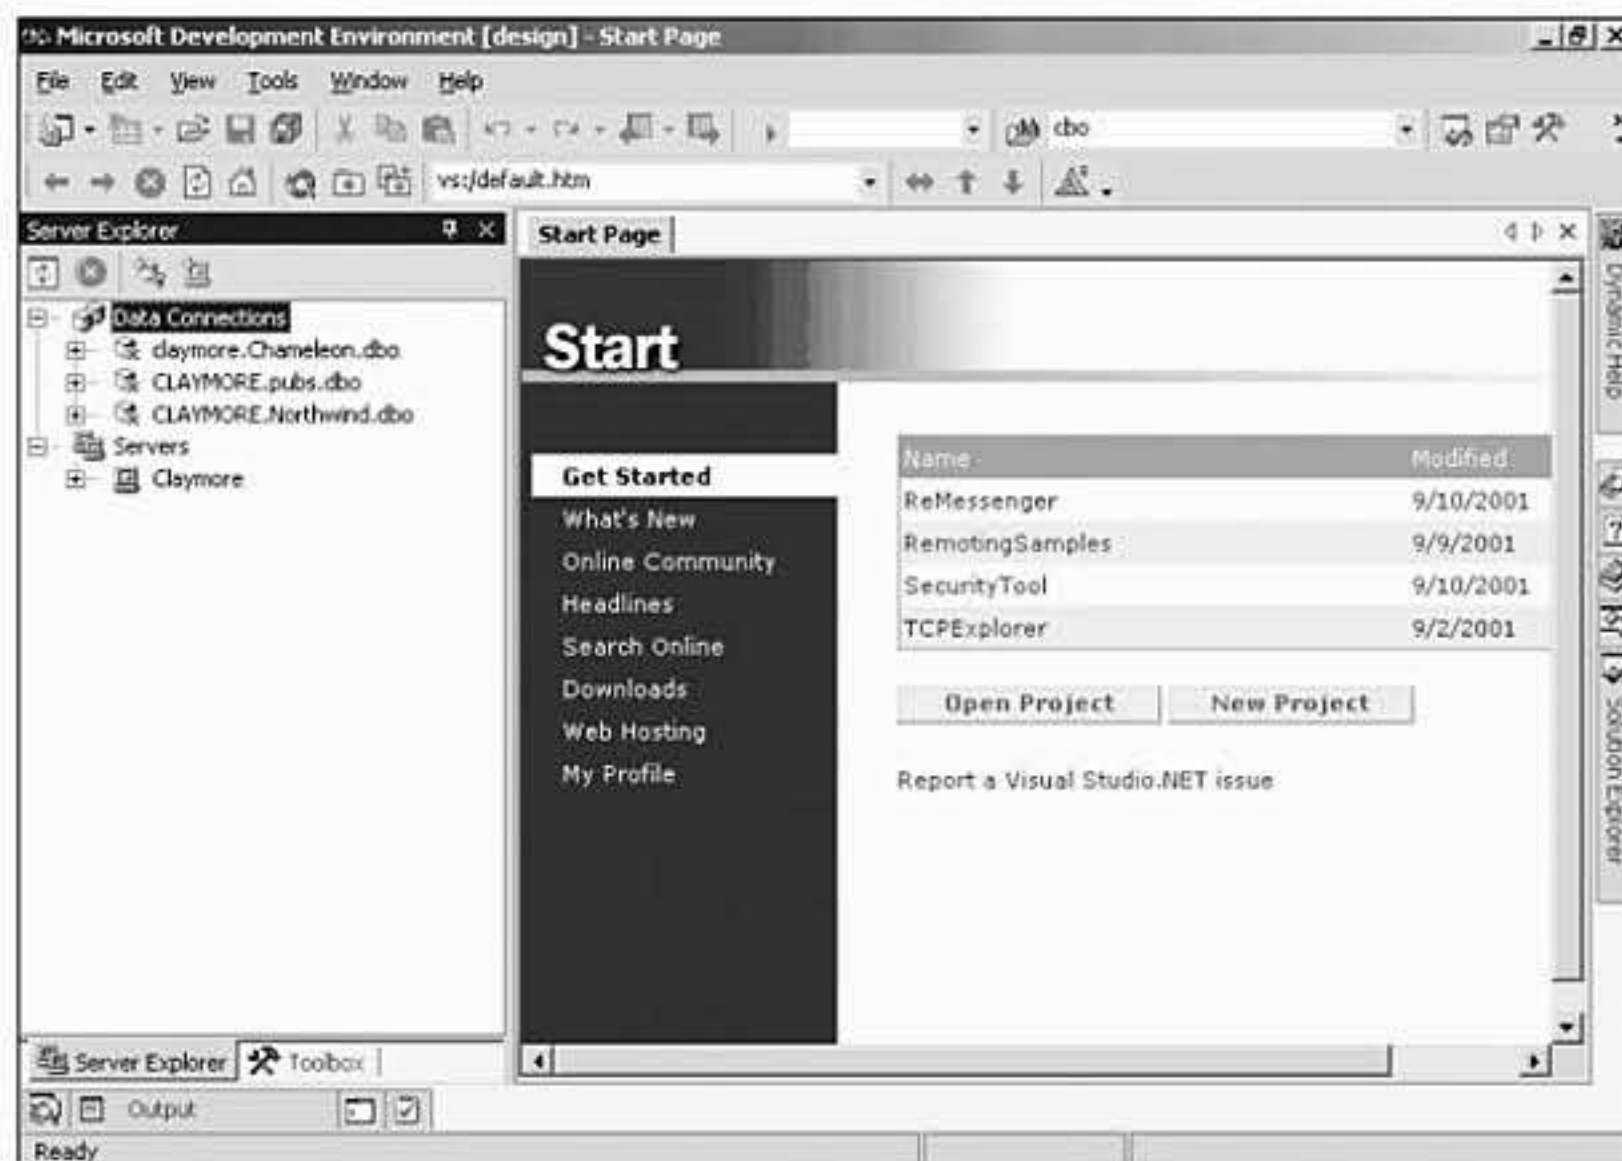 Microsoft Development Environment [design] - Start Page
File Edit View Tools Window Help
cbo
vs:/default.htm
Server Explorer
Start Page
Data Connections
claymore.Chameleon.dbo
CLAYMORE.pubs.dbo
CLAYMORE.Northwind.dbo
Servers
Claymore
Start
Get Started
What's New
Online Community
Headlines
Search Online
Downloads
Web Hosting
My Profile
Name Modified
ReMessenger 9/10/2001
RemotingSamples 9/9/2001
SecurityTool 9/10/2001
TCPExplorer 9/2/2001
Open Project New Project
Report a Visual Studio.NET issue
Dynamic Help
Solution Explorer
Server Explorer Toolbox
Output
Ready